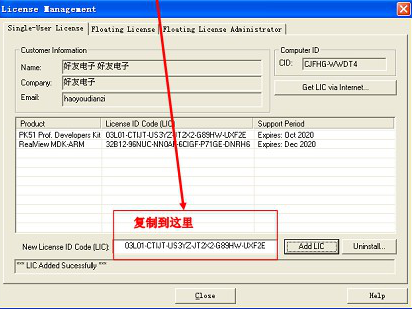 License Management
Single-User License Floating License Floating License Administrator
Customer Information
Name: 好友电子 好友电子
Company: 好友电子
Email: haoyoudianzi
Computer ID
CID: CJFHG-WWDT4
Get LIC via Internet...
Product License ID Code (LIC) Support Period
PK51 Prof. Developers Kit 03L01-CTIJT-US3YZ-JTZX2-G89HW-UXF2E Expires: Oct 2020
RealView MDK-ARM 32B12-96NUC-NN0AF-6CIGF-P71GE-DNRH6 Expires: Dec 2020
复制到这里
New License ID Code (LIC): 03L01-CTIJT-US3YZ-JTZX2-G89HW-UXF2E Add LIC Uninstall...
*** LIC Added Sucessfully ***
Close Help